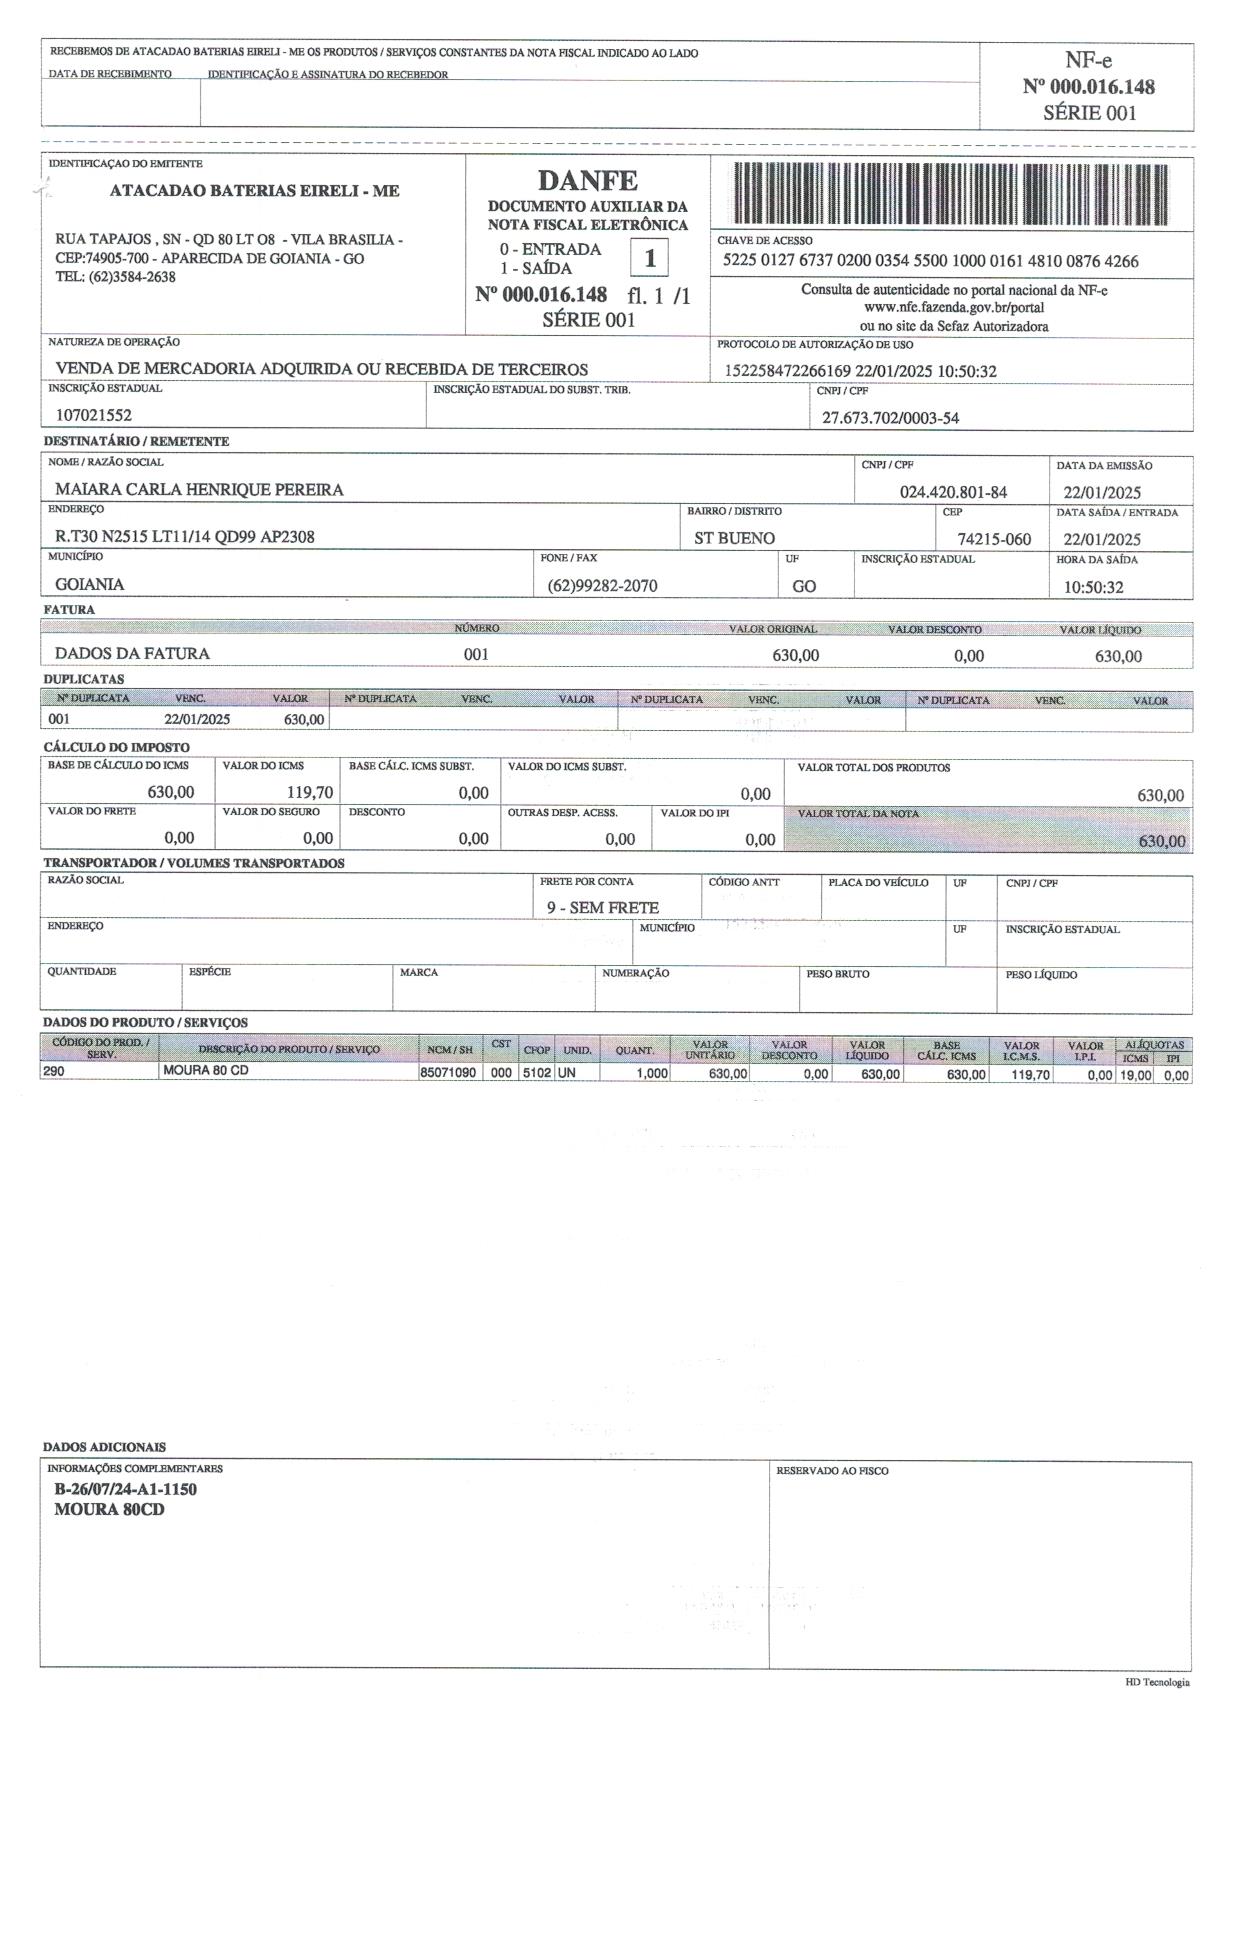 RECEBEMOS DE ATACADAO BATERIAS EIRELI - ME OS PRODUTOS / SERVIÇOS CONSTANTES DA NOTA FISCAL INDICADO AO LADO
DATA DE RECEBIMENTO IDENTIFICAÇÃO E ASSINATURA DO RECEBEDOR
NF-e
Nº 000.016.148
SÉRIE 001
IDENTIFICAÇAO DO EMITENTE
ATACADAO BATERIAS EIRELI - ME
RUA TAPAJOS , SN - QD 80 LT O8 - VILA BRASILIA -
CEP:74905-700 - APARECIDA DE GOIANIA - GO
TEL: (62)3584-2638
DANFE
DOCUMENTO AUXILIAR DA
NOTA FISCAL ELETRÔNICA
0 - ENTRADA
1 - SAÍDA
1
Nº 000.016.148 fl. 1 /1
SÉRIE 001
CHAVE DE ACESSO
5225 0127 6737 0200 0354 5500 1000 0161 4810 0876 4266
Consulta de autenticidade no portal nacional da NF-e
www.nfe.fazenda.gov.br/portal
ou no site da Sefaz Autorizadora
NATUREZA DE OPERAÇÃO
VENDA DE MERCADORIA ADQUIRIDA OU RECEBIDA DE TERCEIROS
PROTOCOLO DE AUTORIZAÇÃO DE USO
152258472266169 22/01/2025 10:50:32
INSCRIÇÃO ESTADUAL INSCRIÇÃO ESTADUAL DO SUBST. TRIB. CNPJ / CPF
107021552 27.673.702/0003-54
DESTINATÁRIO / REMETENTE
NOME / RAZÃO SOCIAL CNPJ / CPF DATA DA EMISSÃO
MAIARA CARLA HENRIQUE PEREIRA 024.420.801-84 22/01/2025
ENDEREÇO BAIRRO / DISTRITO CEP DATA SAÍDA / ENTRADA
R.T30 N2515 LT11/14 QD99 AP2308 ST BUENO 74215-060 22/01/2025
MUNICÍPIO FONE / FAX UF INSCRIÇÃO ESTADUAL HORA DA SAÍDA
GOIANIA (62)99282-2070 GO 10:50:32
FATURA
NÚMERO VALOR ORIGINAL VALOR DESCONTO VALOR LÍQUIDO
DADOS DA FATURA 001 630,00 0,00 630,00
DUPLICATAS
Nº DUPLICATA VENC. VALOR Nº DUPLICATA VENC. VALOR Nº DUPLICATA VENC. VALOR Nº DUPLICATA VENC. VALOR
001 22/01/2025 630,00
CÁLCULO DO IMPOSTO
BASE DE CÁLCULO DO ICMS VALOR DO ICMS BASE CÁLC. ICMS SUBST. VALOR DO ICMS SUBST. VALOR TOTAL DOS PRODUTOS
630,00 119,70 0,00 0,00 630,00
VALOR DO FRETE VALOR DO SEGURO DESCONTO OUTRAS DESP. ACESS. VALOR DO IPI VALOR TOTAL DA NOTA
0,00 0,00 0,00 0,00 0,00 630,00
TRANSPORTADOR / VOLUMES TRANSPORTADOS
RAZÃO SOCIAL FRETE POR CONTA CÓDIGO ANTT PLACA DO VEÍCULO UF CNPJ / CPF
9 - SEM FRETE
ENDEREÇO MUNICÍPIO UF INSCRIÇÃO ESTADUAL
QUANTIDADE ESPÉCIE MARCA NUMERAÇÃO PESO BRUTO PESO LÍQUIDO
DADOS DO PRODUTO / SERVIÇOS
CÓDIGO DO PROD. / SERV. DESCRIÇÃO DO PRODUTO / SERVIÇO NCM / SH CST CFOP UNID. QUANT. VALOR UNITÁRIO VALOR DESCONTO VALOR LÍQUIDO BASE CÁLC. ICMS VALOR I.C.M.S. VALOR I.P.I. ALÍQUOTAS ICMS IPI
290 MOURA 80 CD 85071090 000 5102 UN 1,000 630,00 0,00 630,00 630,00 119,70 0,00 19,00 0,00
DADOS ADICIONAIS
INFORMAÇÕES COMPLEMENTARES RESERVADO AO FISCO
B-26/07/24-A1-1150
MOURA 80CD
HD Tecnologia